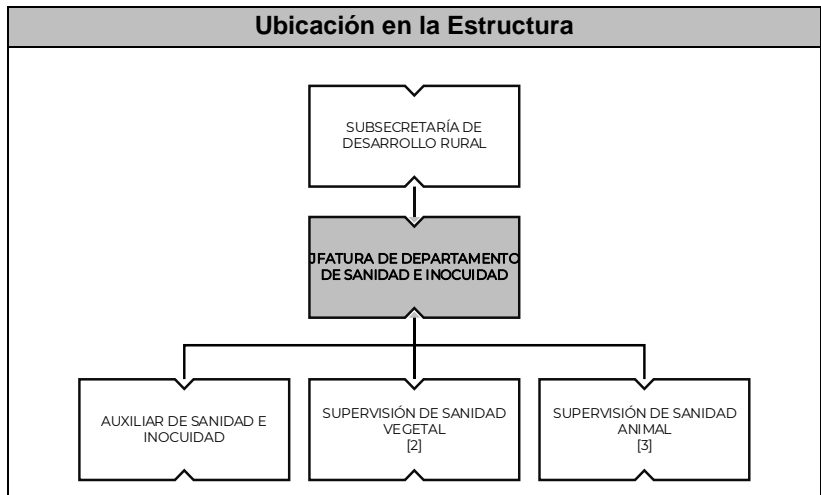 Ubicación en la Estructura
SUBSECRETARÍA DE
DESARROLLO RURAL
JFATURA DE DEPARTAMENTO
DE SANIDAD E INOCUIDAD
AUXILIAR DE SANIDAD E
INOCUIDAD
SUPERVISIÓN DE SANIDAD
VEGETAL
[2]
SUPERVISIÓN DE SANIDAD
ANIMAL
[3]